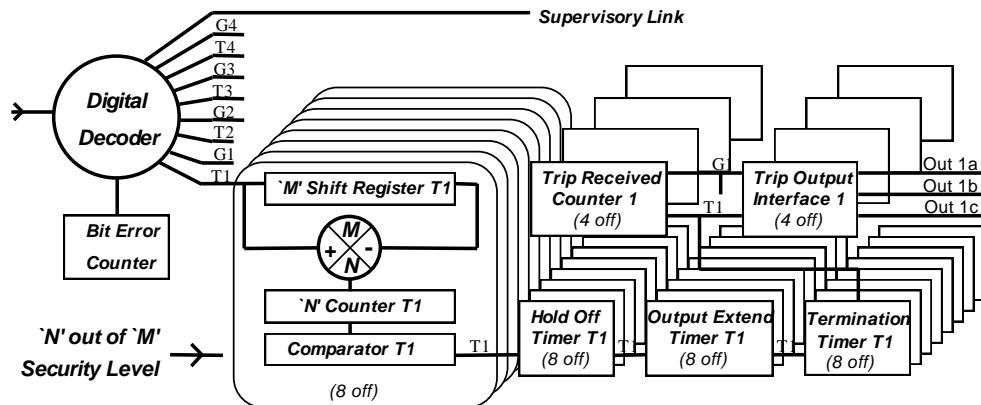 Supervisory Link
G4
T4
G3
T3
G2
T2
G1
T1
Digital
Decoder
Bit Error
Counter
`N' out of `M'
Security Level
`M' Shift Register T1
M
+ -
N
`N' Counter T1
Comparator T1
(8 off)
T1
Hold Off
Timer T1
(8 off)
T1
Output Extend
Timer T1
(8 off)
T1
Termination
Timer T1
(8 off)
Trip Received
Counter 1
(4 off)
G1
T1
Trip Output
Interface 1
(4 off)
Out 1a
Out 1b
Out 1c